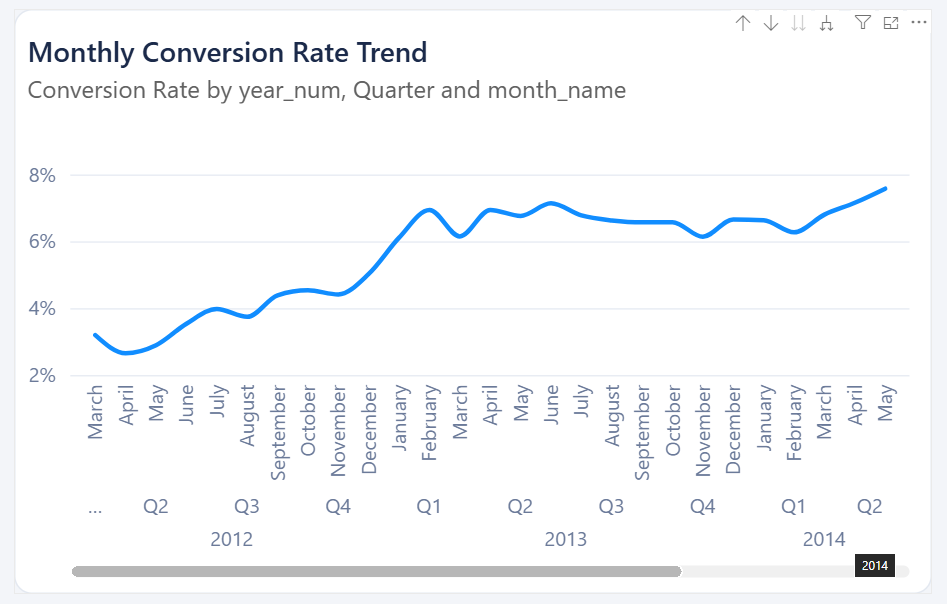 Monthly Conversion Rate Trend
Conversion Rate by year_num, Quarter and month_name
8%
6%
4%
2%
March
April
May
June
July
August
September
October
November
December
January
February
March
April
May
June
July
August
September
October
November
December
January
February
March
April
May
... Q2 Q3 Q4 Q1 Q2 Q3 Q4 Q1 Q2
2012 2013 2014
2014